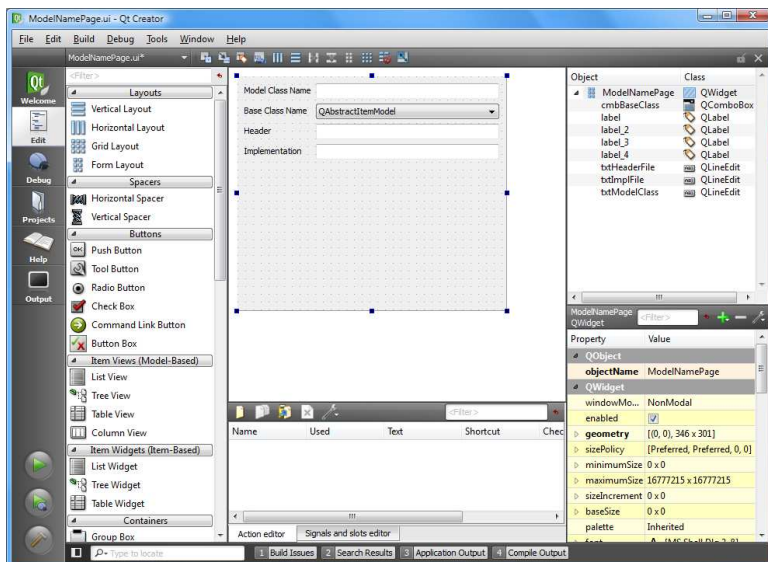 ModelNamePage.ui - Qt Creator
File Edit Build Debug Tools Window Help
ModelNamePage.ui*
Welcome
Edit
Debug
Projects
Help
Output
<Filter>
Layouts
Vertical Layout
Horizontal Layout
Grid Layout
Form Layout
Spacers
Horizontal Spacer
Vertical Spacer
Buttons
OK Push Button
Tool Button
Radio Button
Check Box
Command Link Button
Button Box
Item Views (Model-Based)
List View
Tree View
Table View
Column View
Item Widgets (Item-Based)
List Widget
Tree Widget
Table Widget
Containers
Group Box
Model Class Name
Base Class Name QAbstractItemModel
Header
Implementation
<Filter>
Name Used Text Shortcut Chec
Action editor Signals and slots editor
Object Class
ModelNamePage QWidget
cmbBaseClass QComboBox
label QLabel
label_2 QLabel
label_3 QLabel
label_4 QLabel
txtHeaderFile QLineEdit
txtImplFile QLineEdit
txtModelClass QLineEdit
ModelNamePage
QWidget
<Filter>
Property Value
QObject
objectName ModelNamePage
QWidget
windowMo... NonModal
enabled
geometry [(0, 0), 346 x 301]
sizePolicy [Preferred, Preferred, 0, 0]
minimumSize 0 x 0
maximumSize 16777215 x 16777215
sizeIncrement 0 x 0
baseSize 0 x 0
palette Inherited
font A [MS Shell Dlg 2, 8]
Type to locate
1 Build Issues 2 Search Results 3 Application Output 4 Compile Output